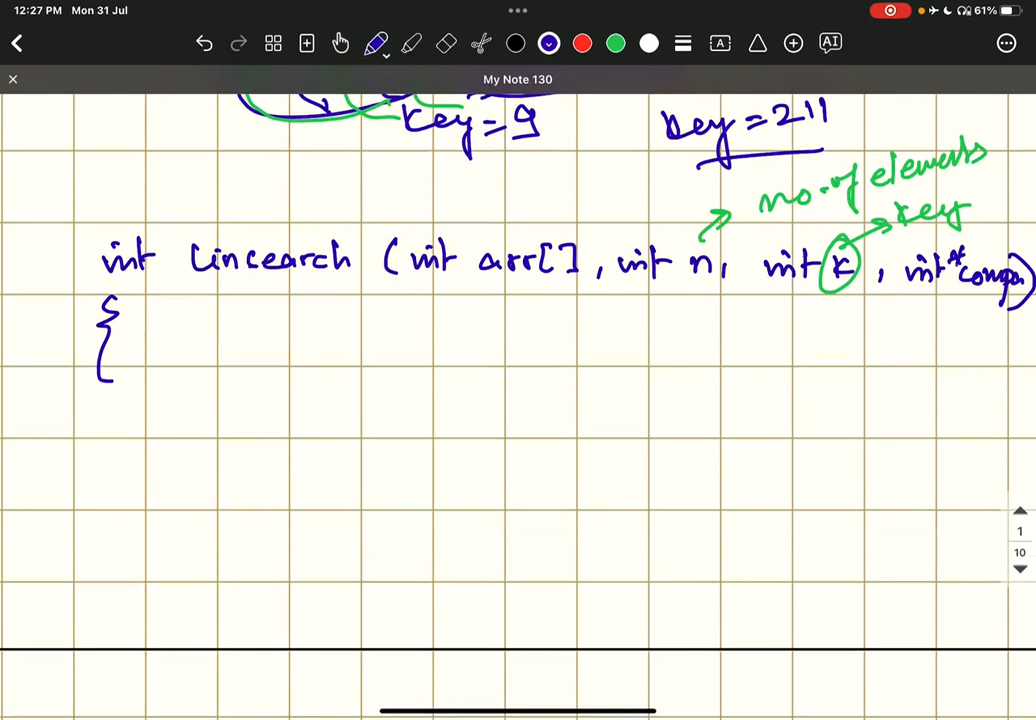 12:27 PM Mon 31 Jul
61%
A
AI
My Note 130
key = 9
key = 211
no. of elements
key
int linsearch (int arr[], int n, int k, int *
{
1
10